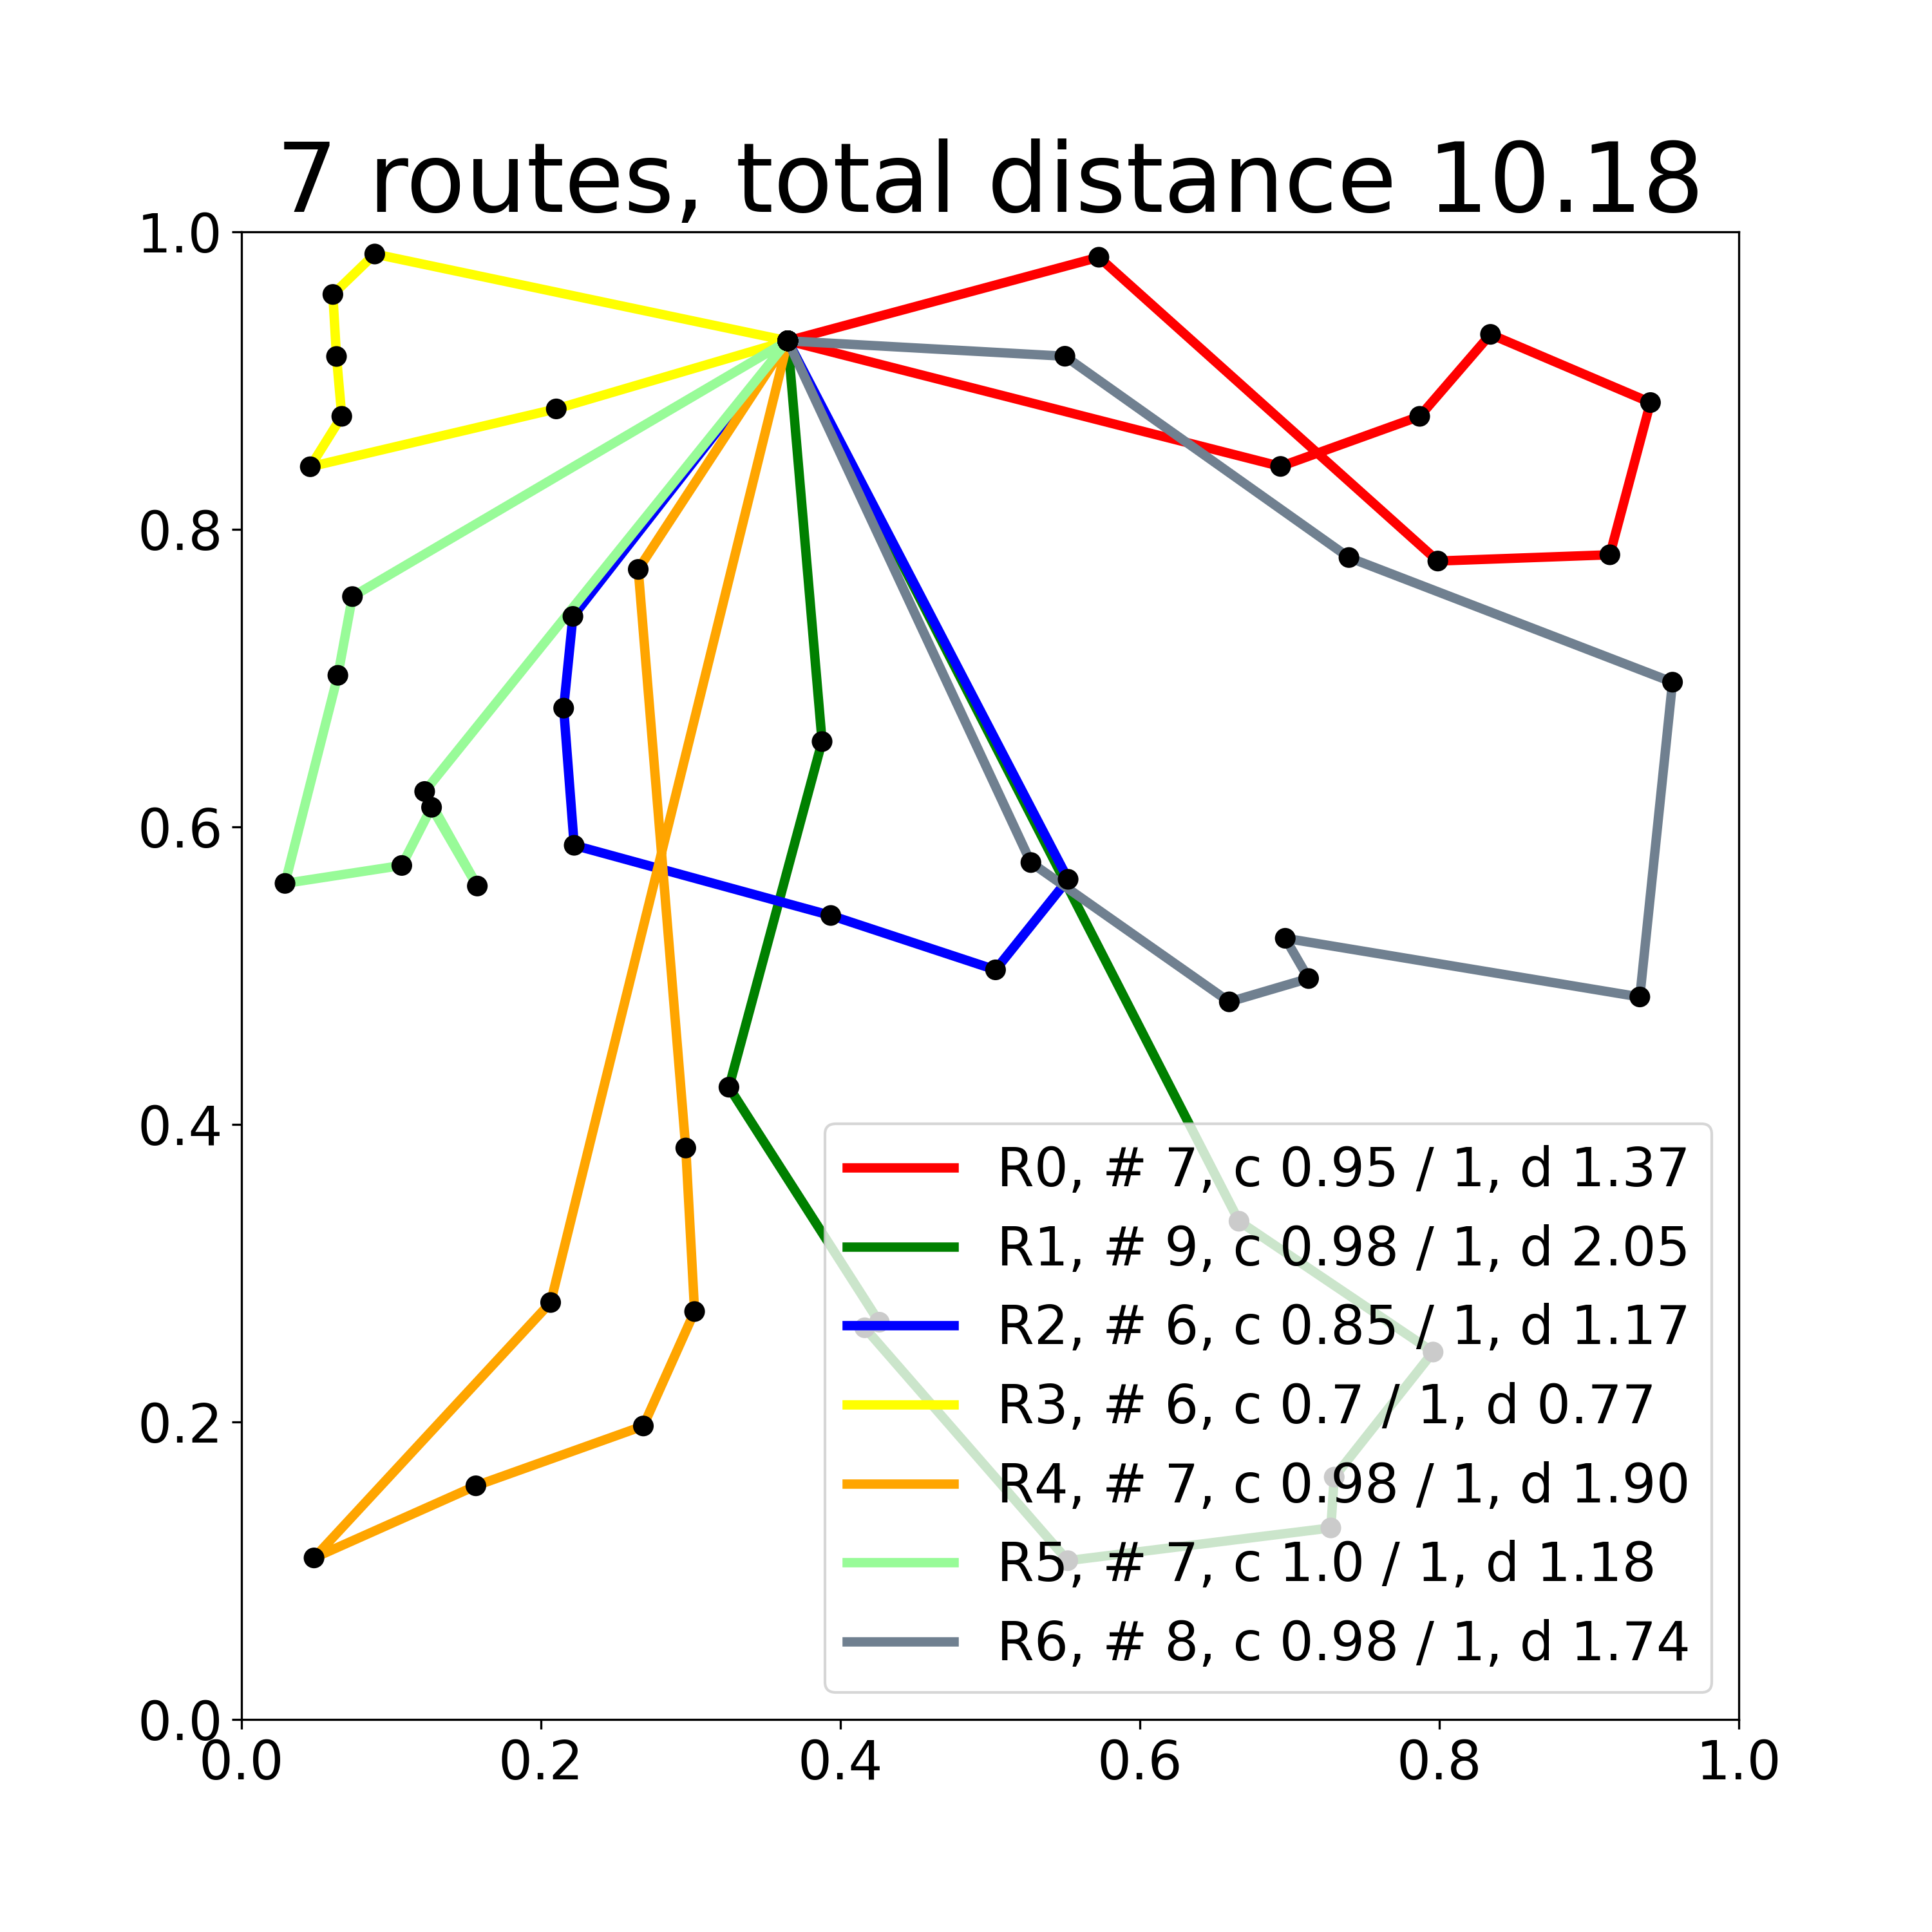 7 routes, total distance 10.18
1.0
0.8
0.6
0.4
0.2
0.0
0.0 0.2 0.4 0.6 0.8 1.0
R0, # 7, c 0.95 / 1, d 1.37
R1, # 9, c 0.98 / 1, d 2.05
R2, # 6, c 0.85 / 1, d 1.17
R3, # 6, c 0.7 / 1, d 0.77
R4, # 7, c 0.98 / 1, d 1.90
R5, # 7, c 1.0 / 1, d 1.18
R6, # 8, c 0.98 / 1, d 1.74